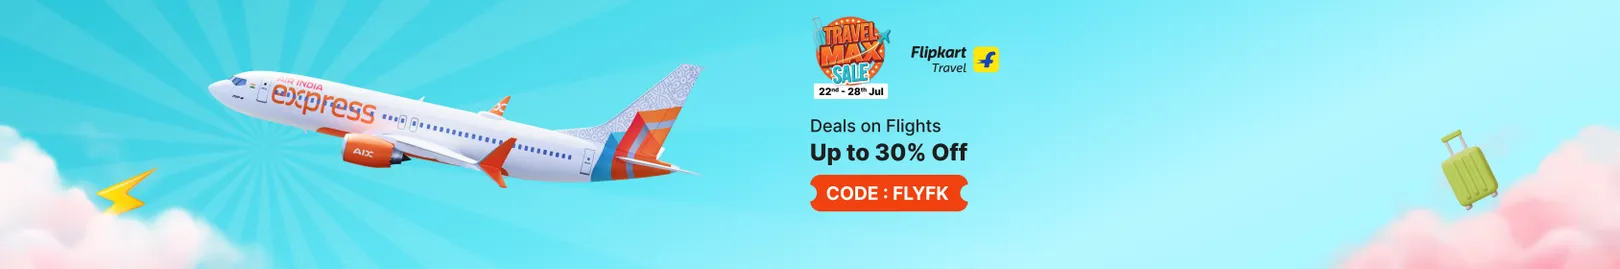 AIR INDIA
express
AIX
TRAVEL
MAX
SALE
22nd - 28th Jul
Flipkart
Travel
Deals on Flights
Up to 30% Off
CODE : FLYFK